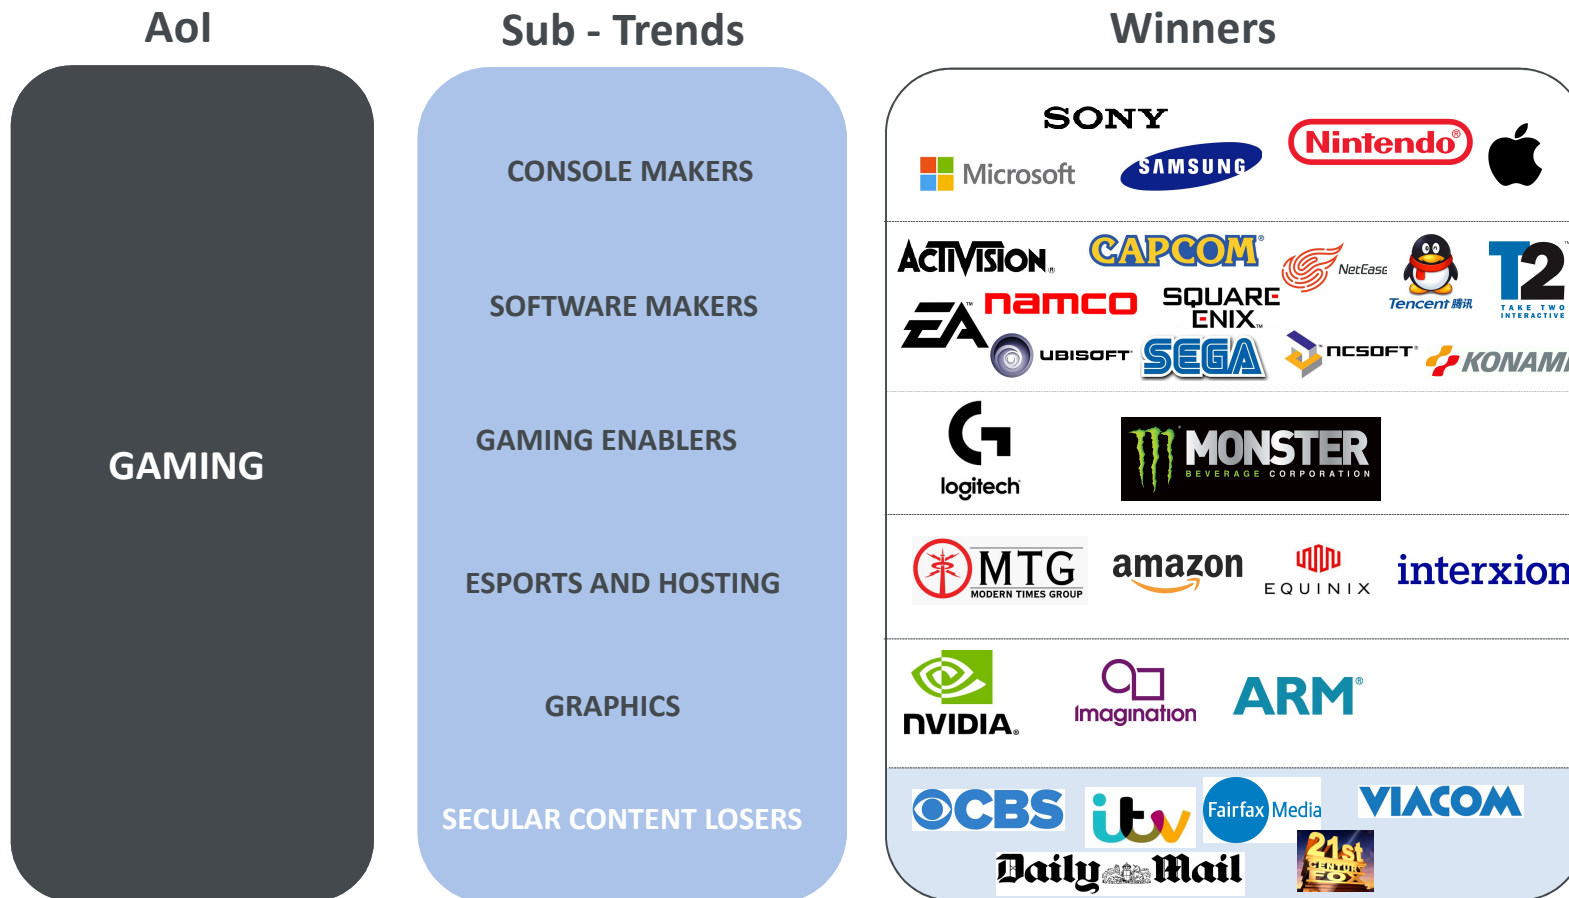 AoI
Sub - Trends
Winners
GAMING
CONSOLE MAKERS
SOFTWARE MAKERS
GAMING ENABLERS
ESPORTS AND HOSTING
GRAPHICS
SECULAR CONTENT LOSERS
SONY
Nintendo®
Microsoft
SAMSUNG
ACTIVISION®
CAPCOM®
NetEase
Tencent 腾讯
T2™
TAKE TWO
INTERACTIVE
EA™
namco
SQUARE
ENIX™
UBISOFT
SEGA
NCSOFT®
KONAMI
G
logitech
MONSTER
BEVERAGE CORPORATION
MTG
MODERN TIMES GROUP
amazon
EQUINIX
interxion
NVIDIA®
Imagination
ARM®
CBS
itv
Fairfax Media
VIACOM
Daily Mail
21st
CENTURY
FOX